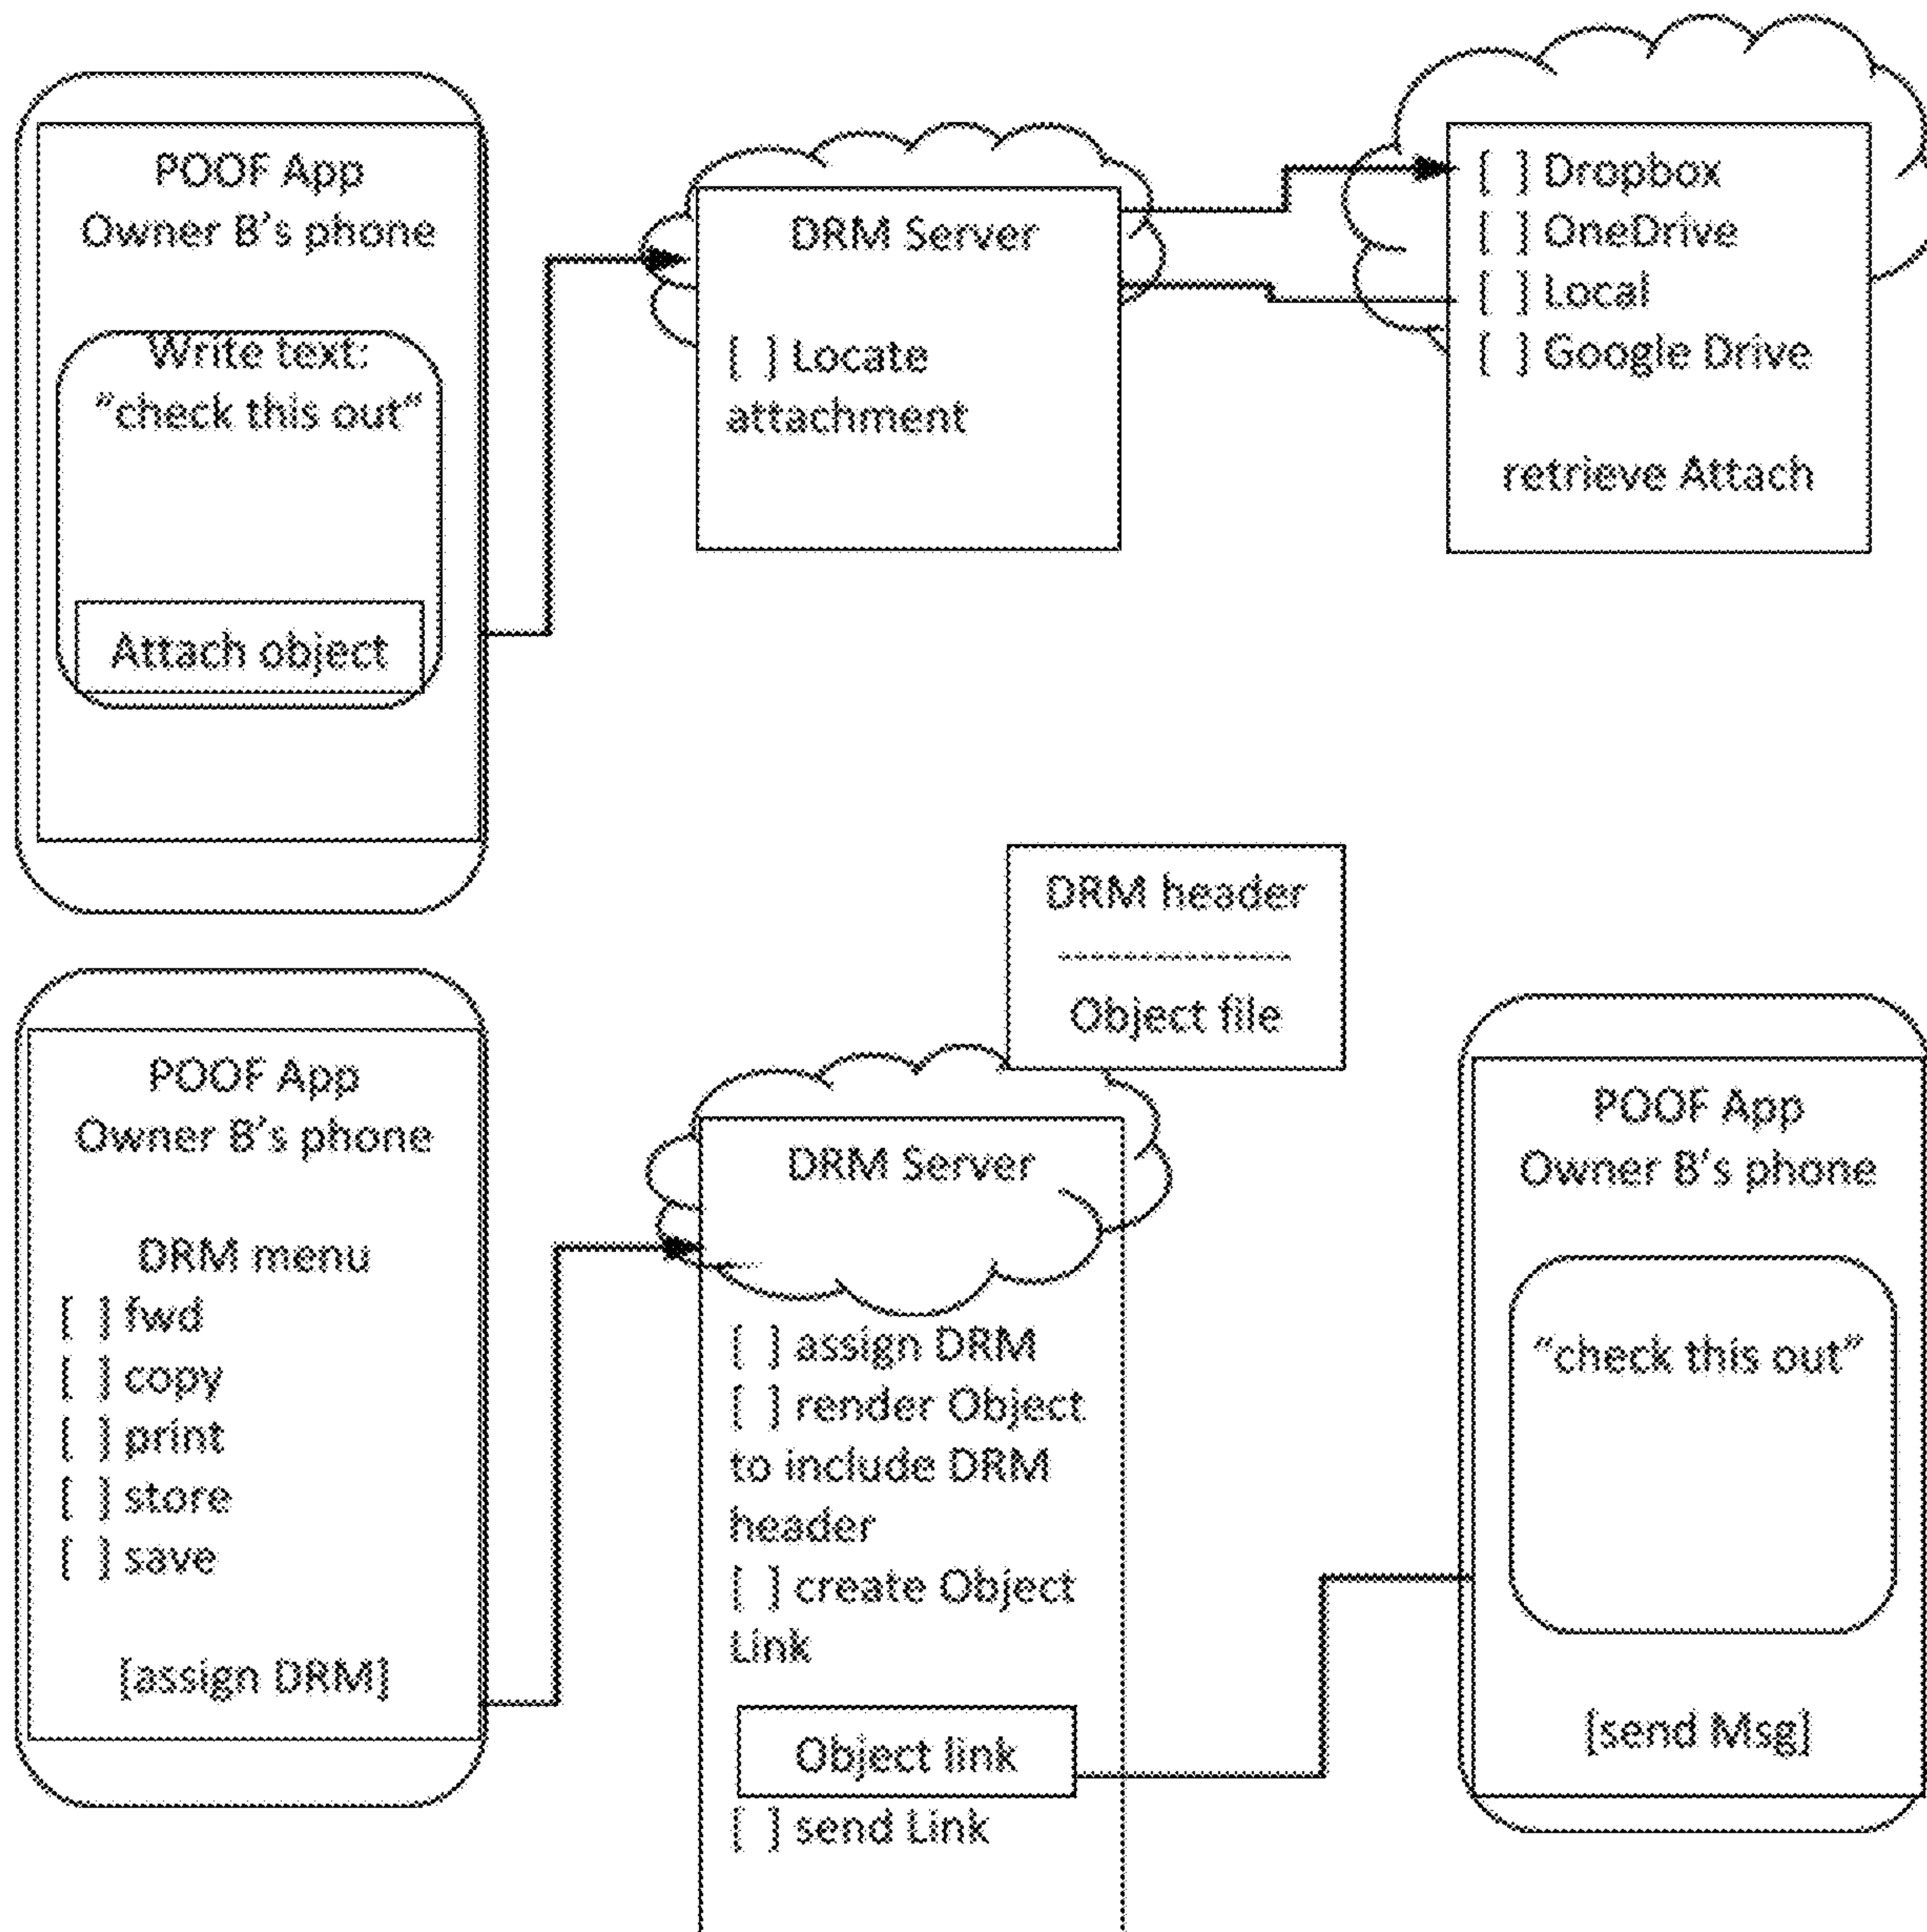 POOF App
Owner B's phone
Write text:
"check this out"
Attach object
DRM Server
[ ] Locate
attachment
[ ] Dropbox
[ ] OneDrive
[ ] Local
[ ] Google Drive
retrieve Attach
POOF App
Owner B's phone
DRM menu
[ ] fwd
[ ] copy
[ ] print
[ ] store
[ ] save
[assign DRM]
DRM header
---------------
Object file
DRM Server
[ ] assign DRM
[ ] render Object
to include DRM
header
[ ] create Object
Link
Object link
[ ] send Link
POOF App
Owner B's phone
"check this out"
[send Msg]